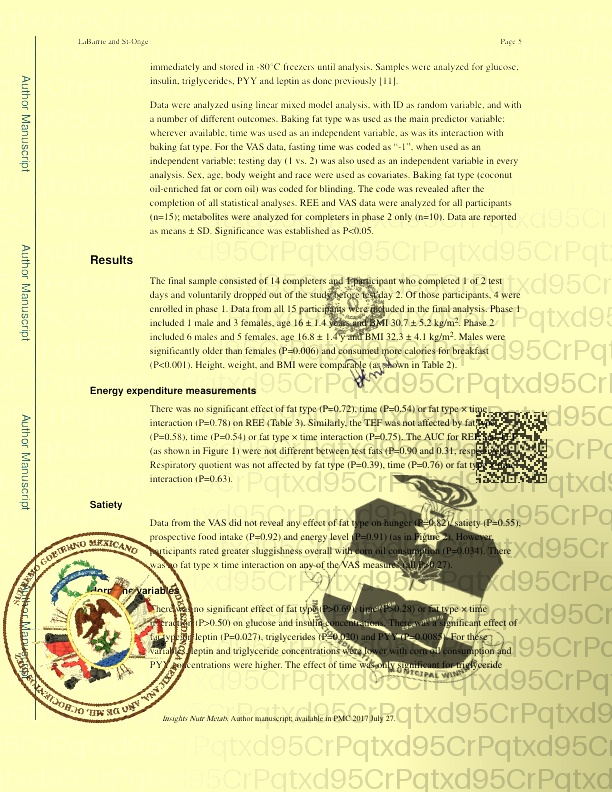 LaBarrie and St-Onge
Page 5
immediately and stored in -80°C freezers until analysis. Samples were analyzed for glucose,
insulin, triglycerides, PYY and leptin as done previously [11].
Data were analyzed using linear mixed model analysis, with ID as random variable, and with
a number of different outcomes. Baking fat type was used as the main predictor variable;
wherever available, time was used as an independent variable, as was its interaction with
baking fat type. For the VAS data, fasting time was coded as “-1”, when used as an
independent variable; testing day (1 vs. 2) was also used as an independent variable in every
analysis. Sex, age, body weight and race were used as covariates. Baking fat type (coconut
oil-enriched fat or corn oil) was coded for blinding. The code was revealed after the
completion of all statistical analyses. REE and VAS data were analyzed for all participants
(n=15); metabolites were analyzed for completers in phase 2 only (n=10). Data are reported
as means ± SD. Significance was established as P<0.05.
Results
The final sample consisted of 14 completers and 1 participant who completed 1 of 2 test
days and voluntarily dropped out of the study before test day 2. Of those participants, 4 were
enrolled in phase 1. Data from all 15 participants were included in the final analysis. Phase 1
included 1 male and 3 females, age 16 ± 1.4 years and BMI 30.7 ± 5.2 kg/m². Phase 2
included 6 males and 5 females, age 16.8 ± 1.4 y and BMI 32.3 ± 4.1 kg/m². Males were
significantly older than females (P=0.006) and consumed more calories for breakfast
(P<0.001). Height, weight, and BMI were comparable (as shown in Table 2).
Energy expenditure measurements
There was no significant effect of fat type (P=0.72), time (P=0.54) or fat type × time
interaction (P=0.78) on REE (Table 3). Similarly, the TEF was not affected by fat
(P=0.58), time (P=0.54) or fat type × time interaction (P=0.75). The AUC for REE
(as shown in Figure 1) were not different between test fats (P=0.90 and 0.31,
Respiratory quotient was not affected by fat type (P=0.39), time (P=0.76) or fat
interaction (P=0.63).
Satiety
Data from the VAS did not reveal any effect of fat type on hunger (P=0.82), satiety (P=0.55),
prospective food intake (P=0.92) and energy level (P=0.91) (as in Figure 2). However,
participants rated greater sluggishness overall with corn oil consumption (P=0.034). There
was no fat type × time interaction on any of the VAS measures (all P>0.27).
variables
There was no significant effect of fat type (P>0.69), time (P>0.28) or fat type × time
interaction (P>0.50) on glucose and insulin concentrations. There was a significant effect of
fat type for leptin (P=0.027), triglycerides (P=0.020) and PYY (P=0.0085). For these
variables, leptin and triglyceride concentrations were lower with corn oil consumption and
PYY concentrations were higher. The effect of time was only significant for triglyceride
Insights Nutr Metab. Author manuscript; available in PMC 2017 July 27.
Author Manuscript
Author Manuscript
Author Manuscript